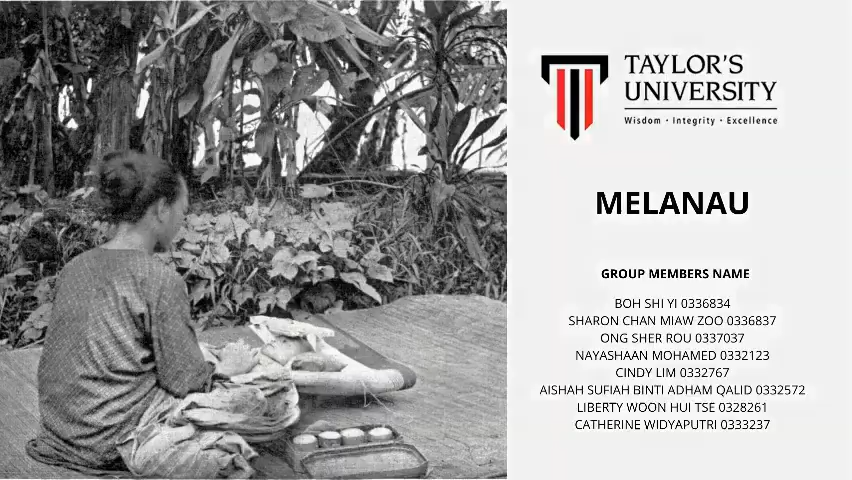 TAYLOR'S
UNIVERSITY
Wisdom · Integrity · Excellence
MELANAU
GROUP MEMBERS NAME
BOH SHI YI 0336834
SHARON CHAN MIAW ZOO 0336837
ONG SHER ROU 0337037
NAYASHAAN MOHAMED 0332123
CINDY LIM 0332767
AISHAH SUFIAH BINTI ADHAM QALID 0332572
LIBERTY WOON HUI TSE 0328261
CATHERINE WIDYAPUTRI 0333237